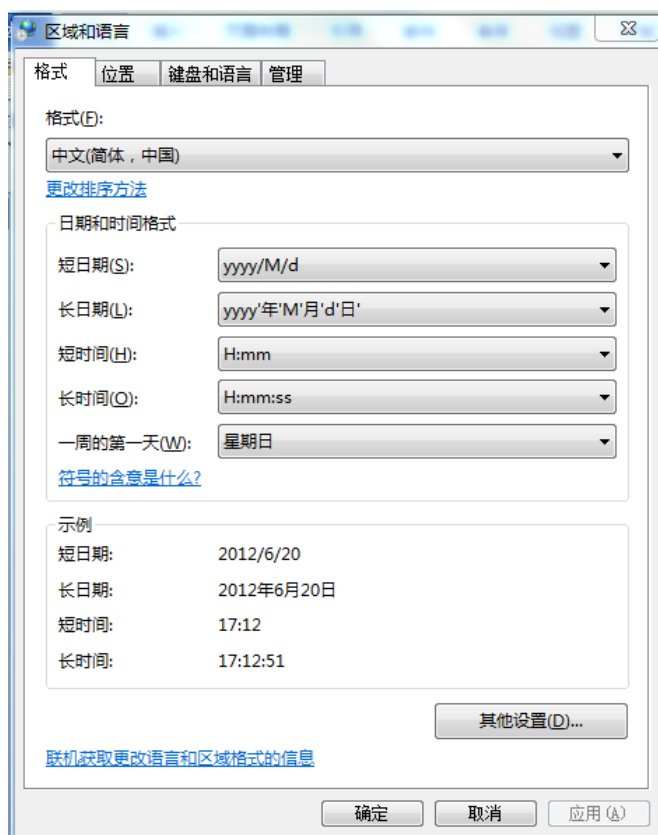 区域和语言
格式 位置 键盘和语言 管理
格式(F):
中文(简体，中国)
更改排序方法
日期和时间格式
短日期(S): yyyy/M/d
长日期(L): yyyy'年'M'月'd'日'
短时间(H): H:mm
长时间(O): H:mm:ss
一周的第一天(W): 星期日
符号的含意是什么?
示例
短日期: 2012/6/20
长日期: 2012年6月20日
短时间: 17:12
长时间: 17:12:51
其他设置(D)...
联机获取更改语言和区域格式的信息
确定 取消 应用(A)